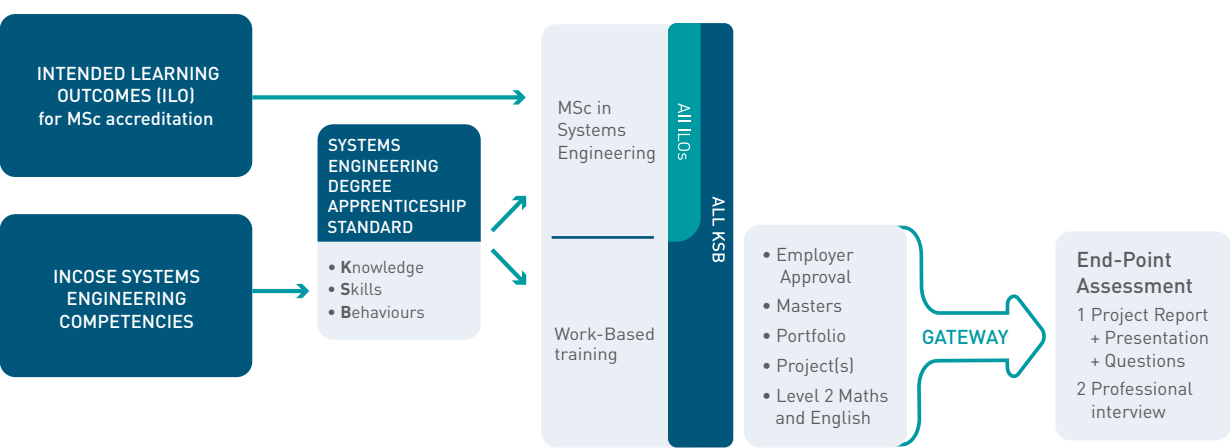 INTENDED LEARNING
OUTCOMES (ILO)
for MSc accreditation
INCOSE SYSTEMS
ENGINEERING
COMPETENCIES
SYSTEMS
ENGINEERING
DEGREE
APPRENTICESHIP
STANDARD
• Knowledge
• Skills
• Behaviours
MSc in
Systems
Engineering
Work-Based
training
All ILOs
ALL KSB
• Employer
Approval
• Masters
• Portfolio
• Project(s)
• Level 2 Maths
and English
GATEWAY
End-Point
Assessment
1 Project Report
+ Presentation
+ Questions
2 Professional
interview